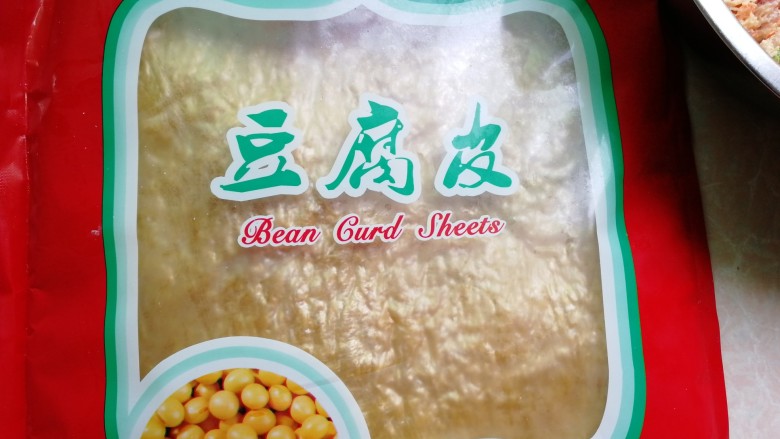 豆腐皮
Bean Curd Sheets